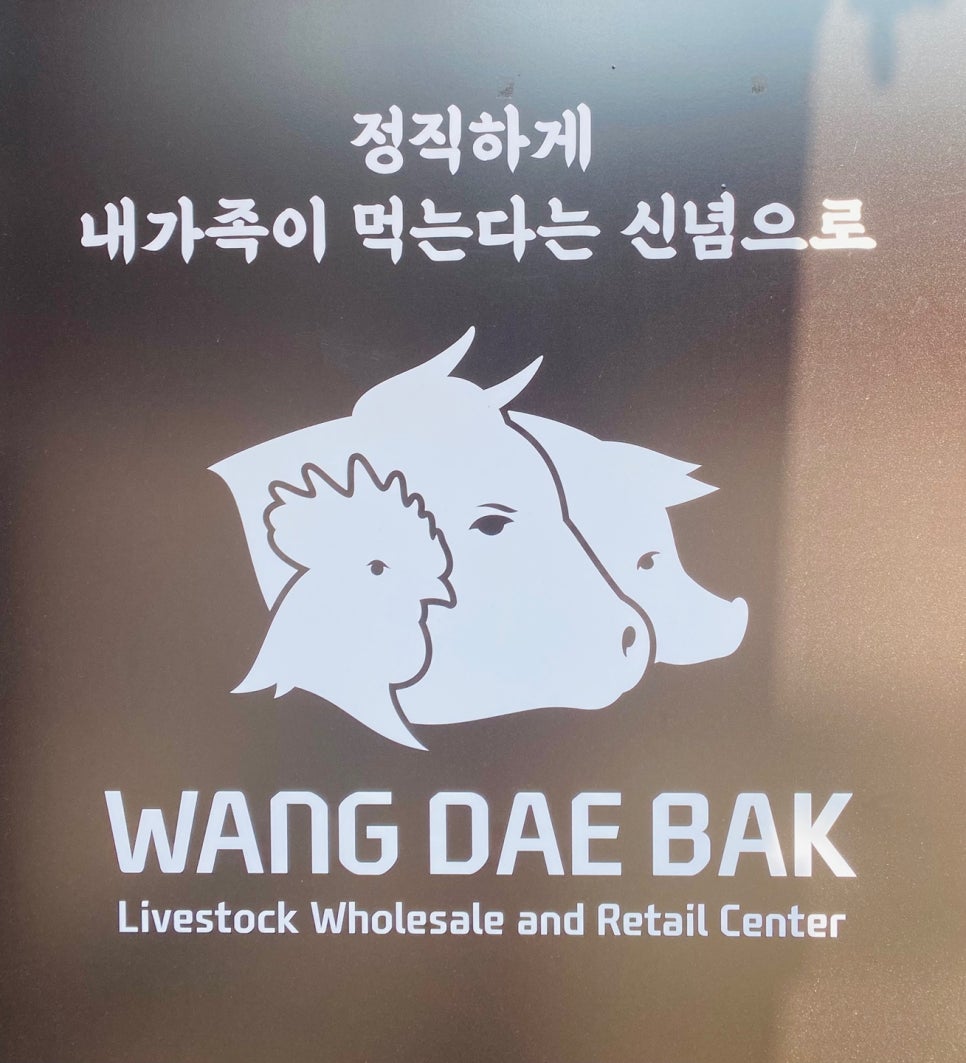 정직하게
내가족이 먹는다는 신념으로
WANG DAE BAK
Livestock Wholesale and Retail Center